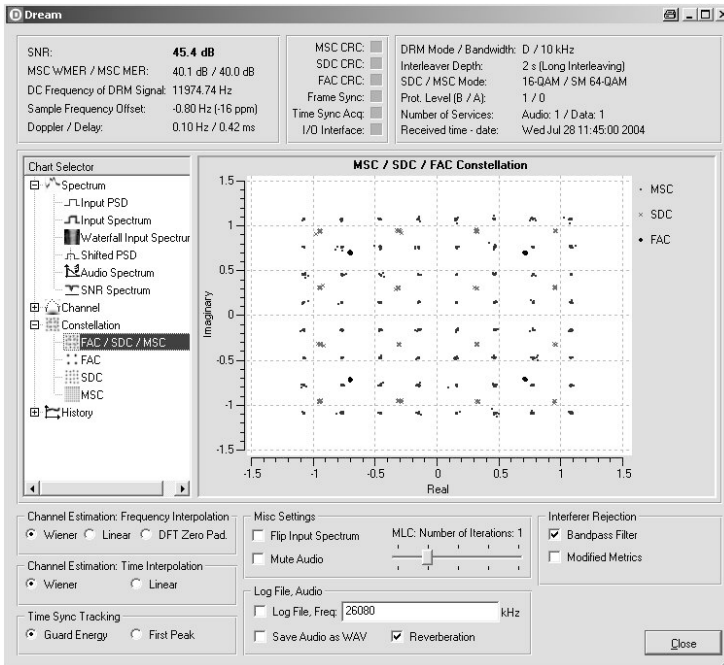 Dream
SNR: 45.4 dB
MSC WMER / MSC MER: 40.1 dB / 40.0 dB
DC Frequency of DRM Signal: 11974.74 Hz
Sample Frequency Offset: -0.80 Hz (-16 ppm)
Doppler / Delay: 0.10 Hz / 0.42 ms
MSC CRC:
SDC CRC:
FAC CRC:
Frame Sync:
Time Sync Acq:
I/O Interface:
DRM Mode / Bandwidth: D / 10 kHz
Interleaver Depth: 2 s (Long Interleaving)
SDC / MSC Mode: 16-QAM / SM 64-QAM
Prot. Level (B / A): 1 / 0
Number of Services: Audio: 1 / Data: 1
Received time - date: Wed Jul 28 11:45:00 2004
Chart Selector
Spectrum
Input PSD
Input Spectrum
Waterfall Input Spectrur
Shifted PSD
Audio Spectrum
SNR Spectrum
Channel
Constellation
FAC / SDC / MSC
FAC
SDC
MSC
History
MSC / SDC / FAC Constellation
1.5
1
0.5
0
-0.5
-1
-1.5
Imaginary
-1.5 -1 -0.5 0 0.5 1 1.5
Real
MSC
SDC
FAC
Channel Estimation: Frequency Interpolation
Wiener Linear DFT Zero Pad.
Channel Estimation: Time Interpolation
Wiener Linear
Time Sync Tracking
Guard Energy First Peak
Misc Settings
Flip Input Spectrum
Mute Audio
MLC: Number of Iterations: 1
Log File, Audio
Log File, Freq: 26080 kHz
Save Audio as WAV Reverberation
Interferer Rejection
Bandpass Filter
Modified Metrics
Close